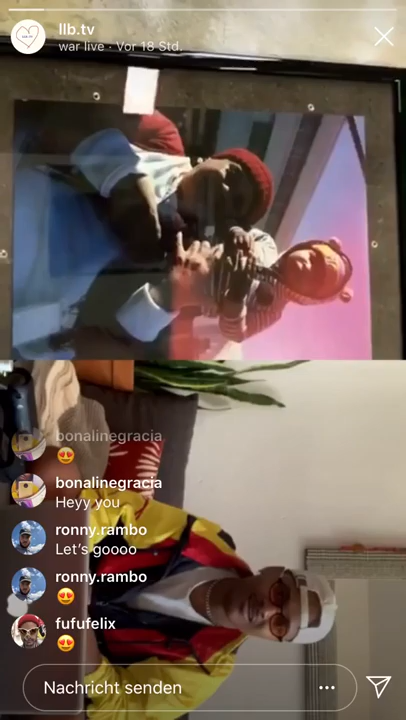 llb.tv
war live · Vor 18 Std.
bonalinegracia
😍
bonalinegracia
Heyy you
ronny.rambo
Let's goooo
ronny.rambo
😍
fufufelix
😍
Nachricht senden